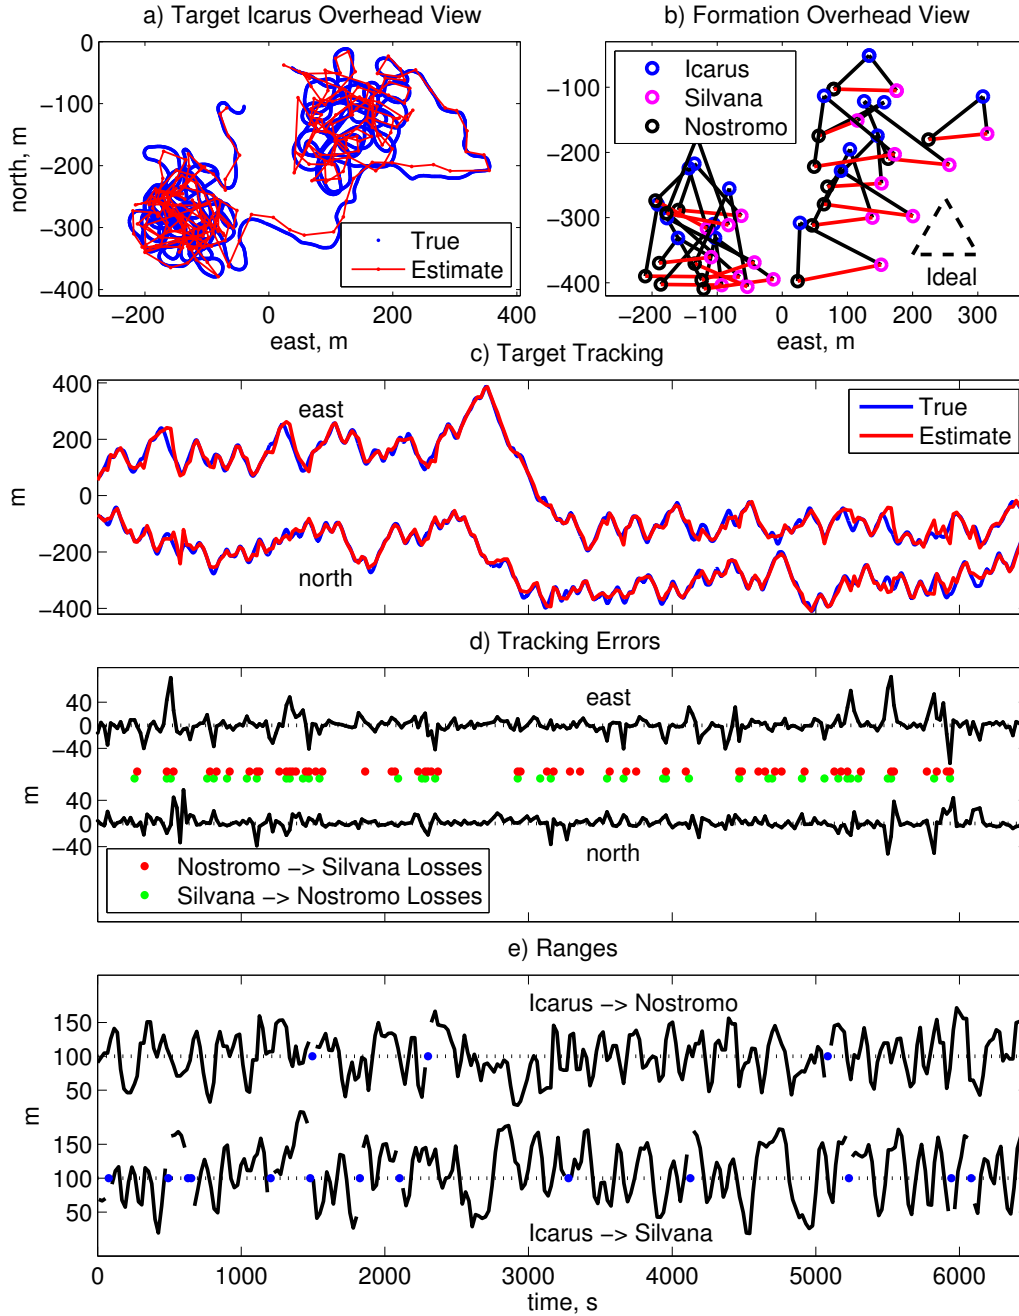 a) Target Icarus Overhead View
0
−100
−200
−300
−400
north, m
−200
0
200
400
east, m
True
Estimate
b) Formation Overhead View
−100
−200
−300
−400
−200
−100
0
100
200
300
east, m
Icarus
Silvana
Nostromo
Ideal
c) Target Tracking
400
200
0
−200
−400
m
east
north
True
Estimate
d) Tracking Errors
40
0
−40
m
40
0
−40
east
north
Nostromo −> Silvana Losses
Silvana −> Nostromo Losses
e) Ranges
150
100
50
m
150
100
50
Icarus −> Nostromo
Icarus −> Silvana
0
1000
2000
3000
4000
5000
6000
time, s